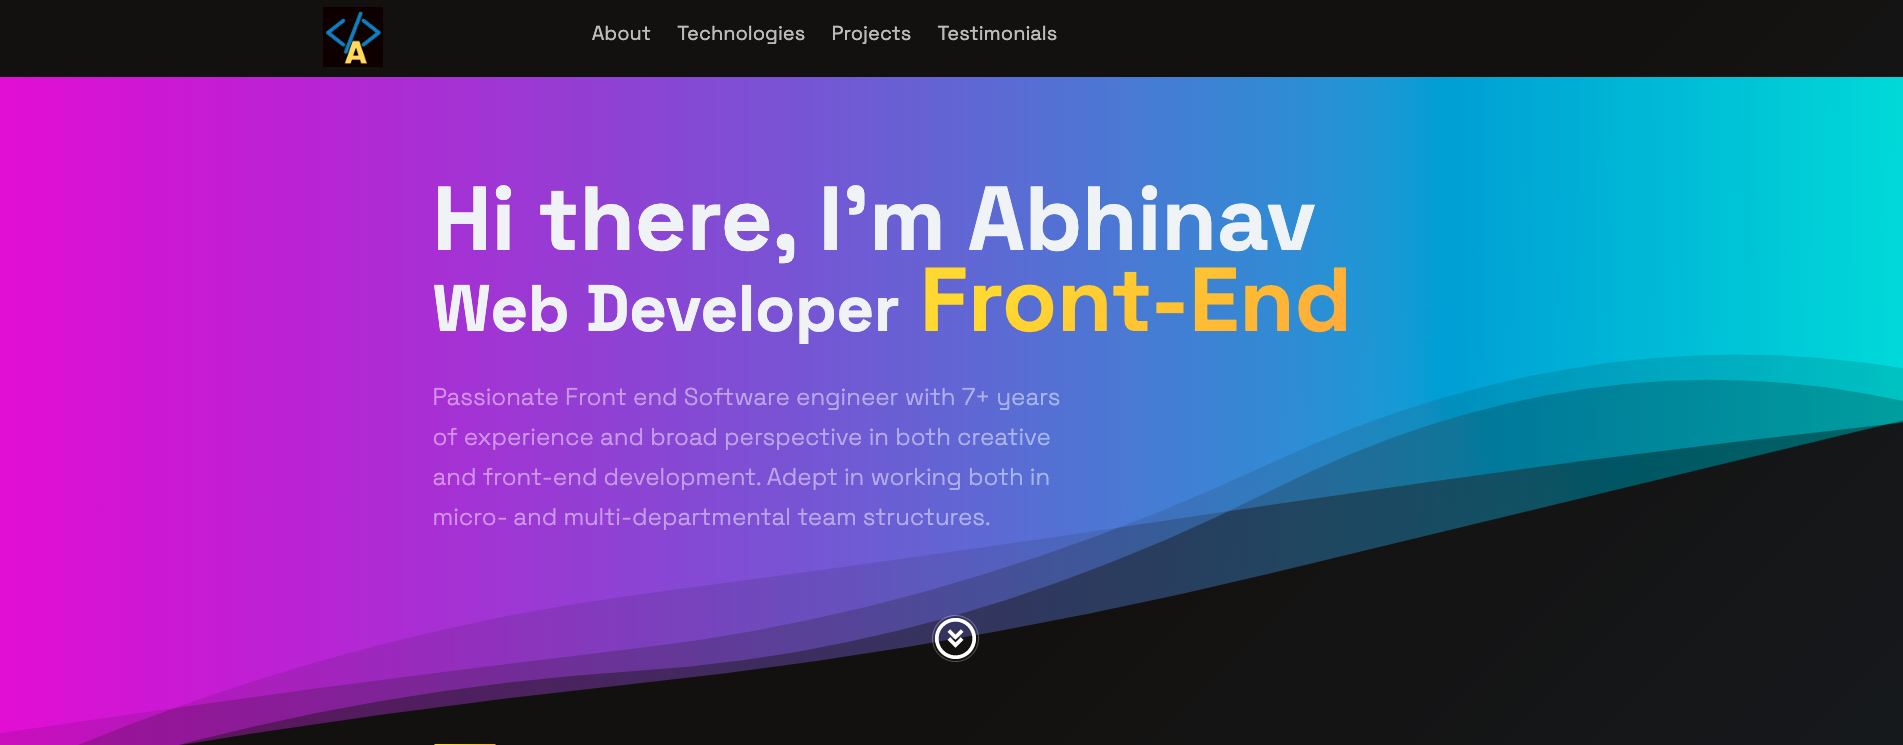 </> A
About Technologies Projects Testimonials
Hi there, I’m Abhinav
Web Developer Front-End
Passionate Front end Software engineer with 7+ years
of experience and broad perspective in both creative
and front-end development. Adept in working both in
micro- and multi-departmental team structures.